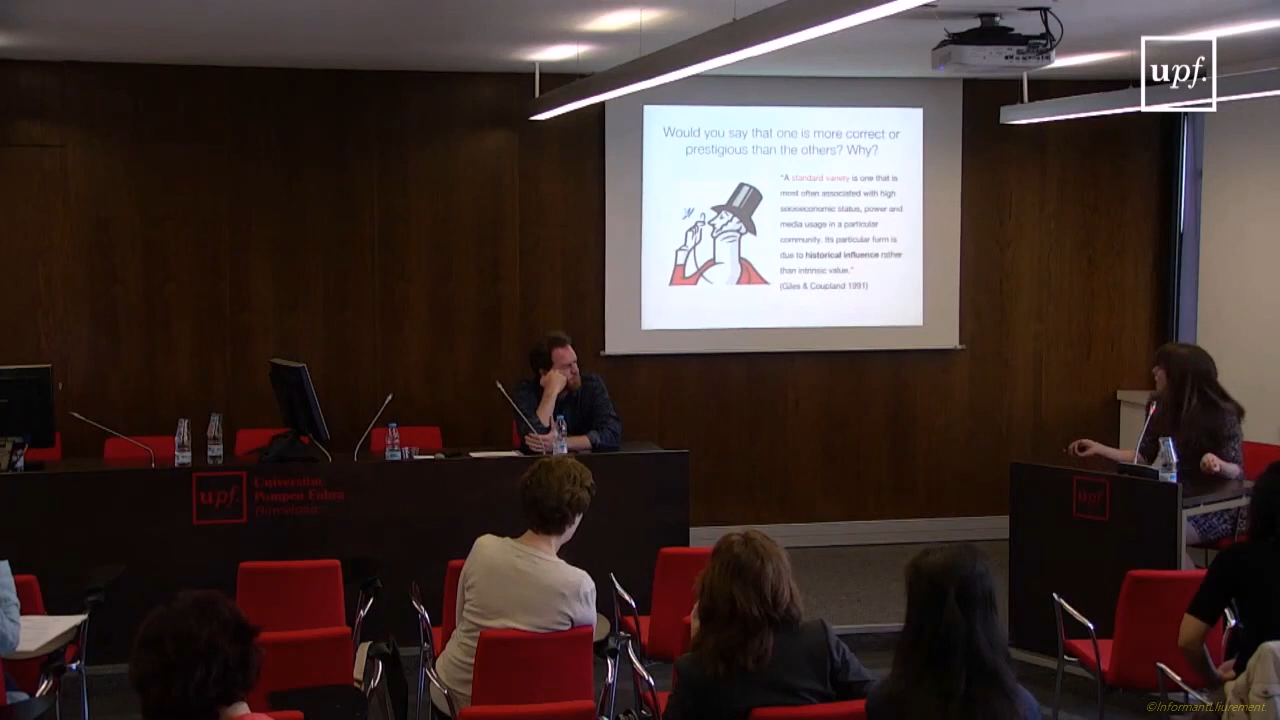 upf.
Would you say that one is more correct or
prestigious than the others? Why?
"A standard variety is one that is
most often associated with high
socioeconomic status, power and
media usage in a particular
community. Its particular form is
due to historical influence rather
than intrinsic value."
(Giles & Coupland 1991)
upf.
Universitat
Pompeu Fabra
Barcelona
upf.
©InformantLliurement